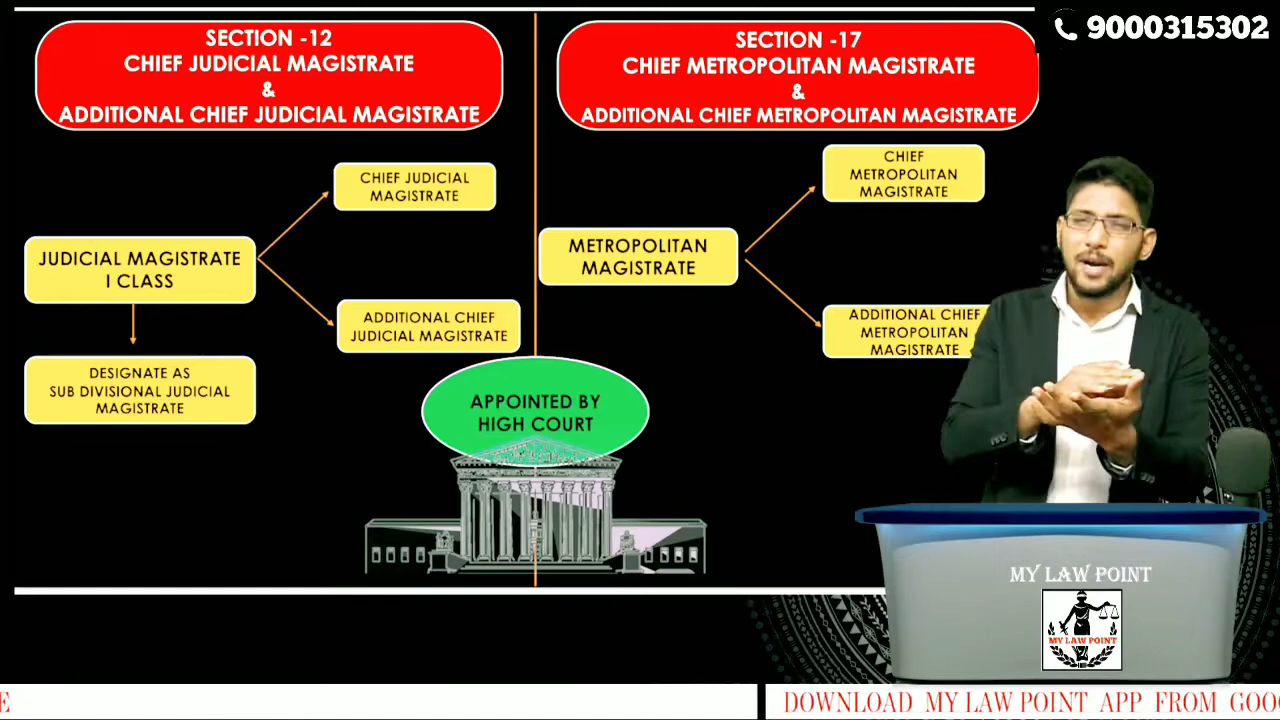 9000315302
SECTION -12
CHIEF JUDICIAL MAGISTRATE
&
ADDITIONAL CHIEF JUDICIAL MAGISTRATE
CHIEF JUDICIAL
MAGISTRATE
JUDICIAL MAGISTRATE
I CLASS
ADDITIONAL CHIEF
JUDICIAL MAGISTRATE
DESIGNATE AS
SUB DIVISIONAL JUDICIAL
MAGISTRATE
SECTION -17
CHIEF METROPOLITAN MAGISTRATE
&
ADDITIONAL CHIEF METROPOLITAN MAGISTRATE
CHIEF
METROPOLITAN
MAGISTRATE
METROPOLITAN
MAGISTRATE
ADDITIONAL CHIEF
METROPOLITAN
MAGISTRATE
APPOINTED BY
HIGH COURT
MY LAW POINT
MY LAW POINT
E
DOWNLOAD MY LAW POINT APP FROM GOO